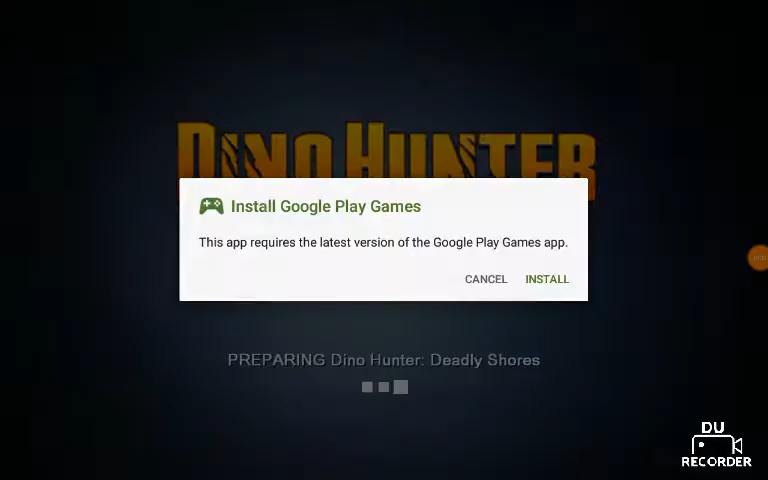 DINO HUNTER
Install Google Play Games
This app requires the latest version of the Google Play Games app.
CANCEL INSTALL
PREPARING Dino Hunter: Deadly Shores
DU
RECORDER